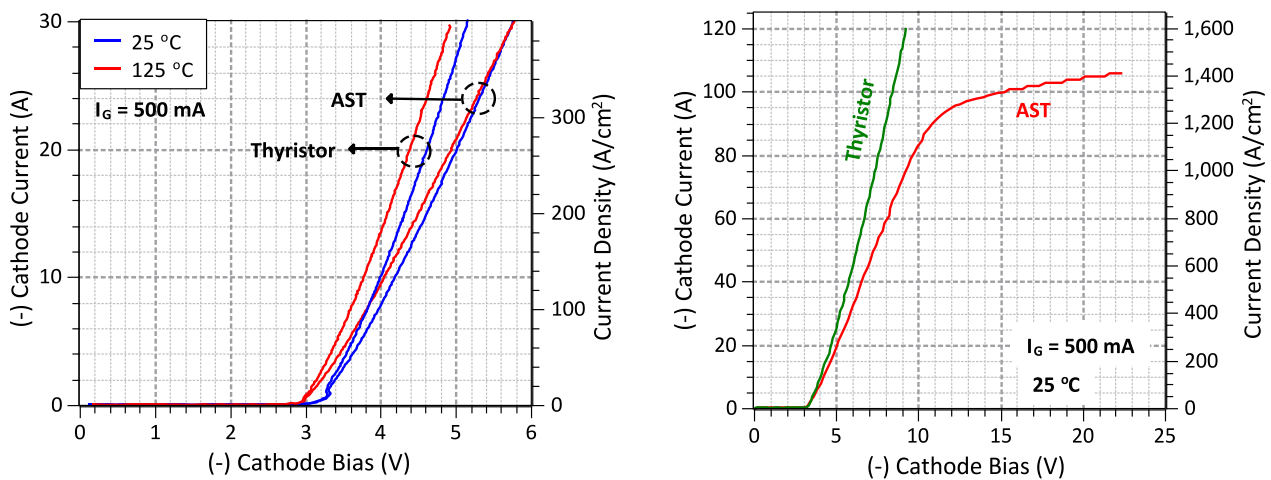 30
20
10
0
(-) Cathode Current (A)
25 °C
125 °C
I_G = 500 mA
AST
Thyristor
300
200
100
0
Current Density (A/cm²)
0 1 2 3 4 5 6
(-) Cathode Bias (V)
120
100
80
60
40
20
0
(-) Cathode Current (A)
Thyristor
AST
I_G = 500 mA
25 °C
1,600
1,400
1,200
1,000
800
600
400
200
0
Current Density (A/cm²)
0 5 10 15 20 25
(-) Cathode Bias (V)